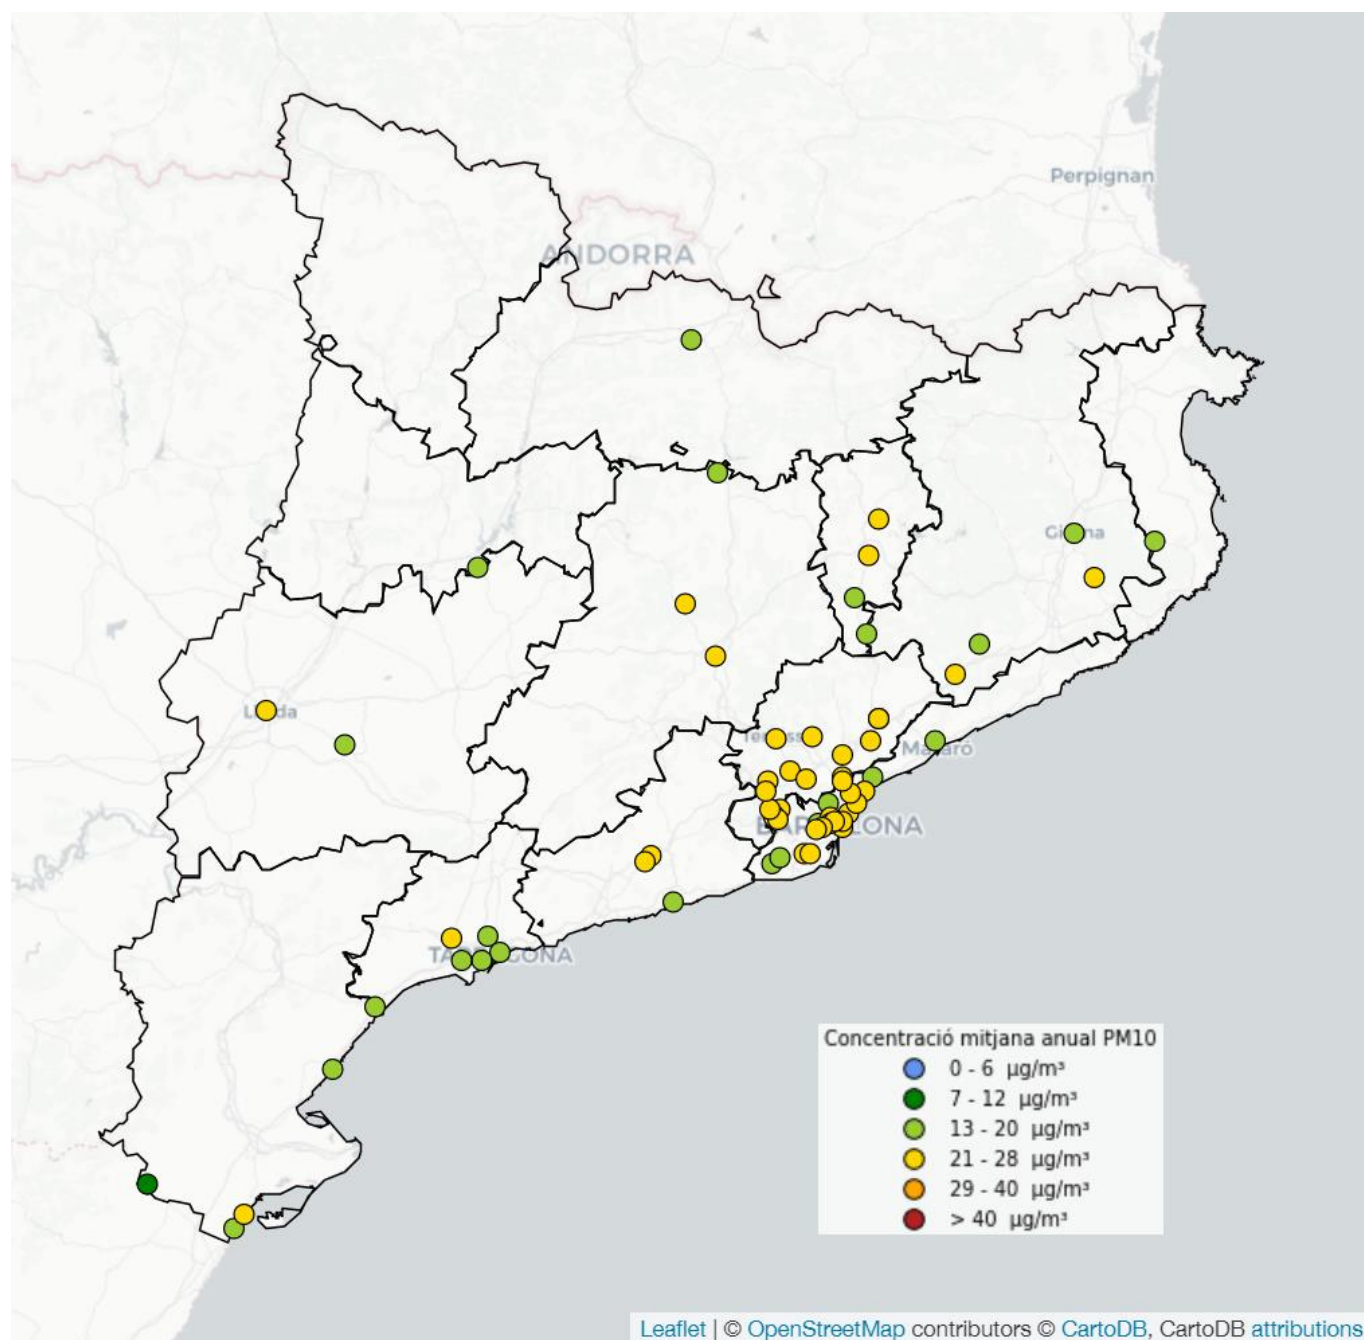 Perpignan
ANDORRA
Girona
Lleida
Terrassa
Mataró
BARCELONA
TARRAGONA
Concentració mitjana anual PM10
0 - 6 µg/m³
7 - 12 µg/m³
13 - 20 µg/m³
21 - 28 µg/m³
29 - 40 µg/m³
> 40 µg/m³
Leaflet | © OpenStreetMap contributors © CartoDB, CartoDB attributions